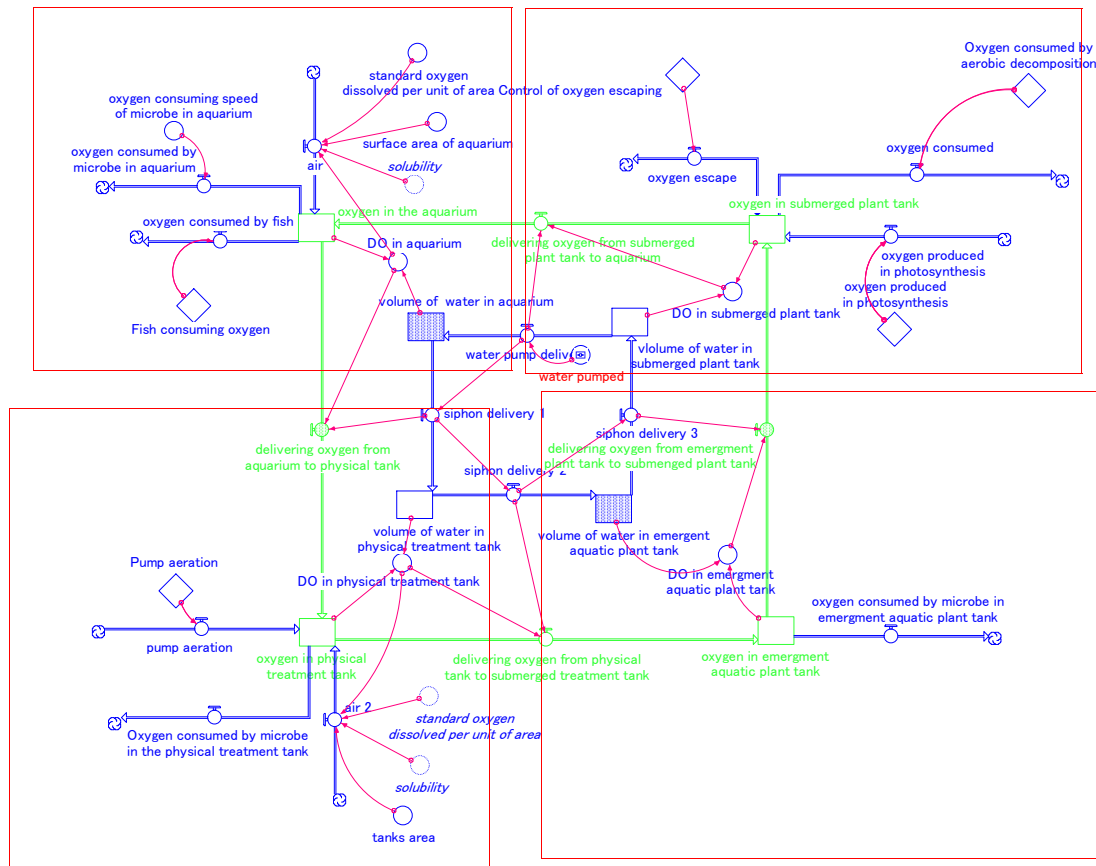 standard oxygen
dissolved per unit of area
Control of oxygen escaping
Oxygen consumed by
aerobic decomposition
oxygen consuming speed
of microbe in aquarium
surface area of aquarium
oxygen consumed by
microbe in aquarium
air
solubility
oxygen escape
oxygen consumed
oxygen in the aquarium
oxygen in submerged plant tank
oxygen consumed by fish
DO in aquarium
delivering oxygen from submerged
plant tank to aquarium
oxygen produced
in photosynthesis
oxygen produced
in photosynthesis
Fish consuming oxygen
volume of water in aquarium
DO in submerged plant tank
water pump delive
vlolume of water in
submerged plant tank
water pumped
siphon delivery 1
siphon delivery 3
delivering oxygen from
aquarium to physical tank
delivering oxygen from emergment
plant tank to submenged plant tank
siphon delivery 2
volume of water in
physical treatment tank
volume of water in emergent
aquatic plant tank
Pump aeration
DO in physical treatment tank
DO in emergment
aquatic plant tank
oxygen consumed by microbe in
emergment aquatic plant tank
pump aeration
oxygen in physical
treatment tank
delivering oxygen from physical
tank to submerged treatment tank
oxygen in emergment
aquatic plant tank
air 2
standard oxygen
dissolved per unit of area
Oxygen consumed by microbe
in the physical treatment tank
solubility
tanks area